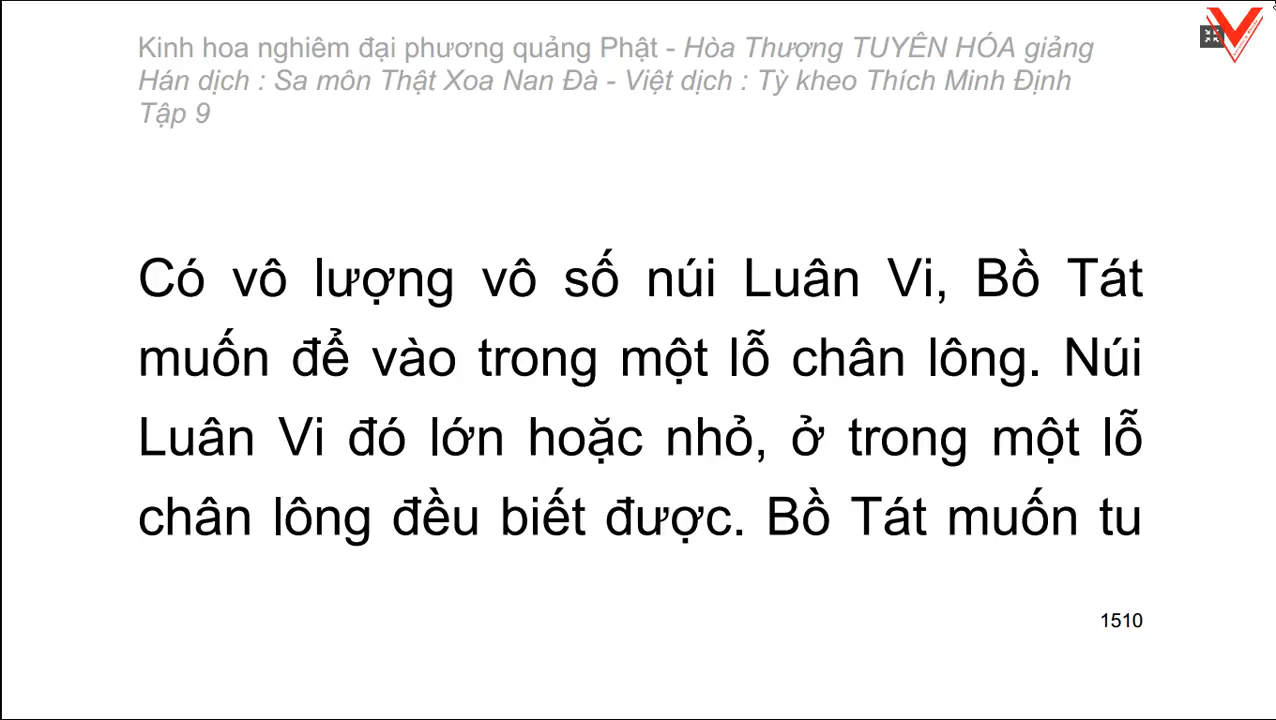 Kinh hoa nghiêm đại phương quảng Phật - Hòa Thượng TUYÊN HÓA giảng
Hán dịch : Sa môn Thật Xoa Nan Đà - Việt dịch : Tỳ kheo Thích Minh Định
Tập 9
Có vô lượng vô số núi Luân Vi, Bồ Tát
muốn để vào trong một lỗ chân lông. Núi
Luân Vi đó lớn hoặc nhỏ, ở trong một lỗ
chân lông đều biết được. Bồ Tát muốn tu
1510